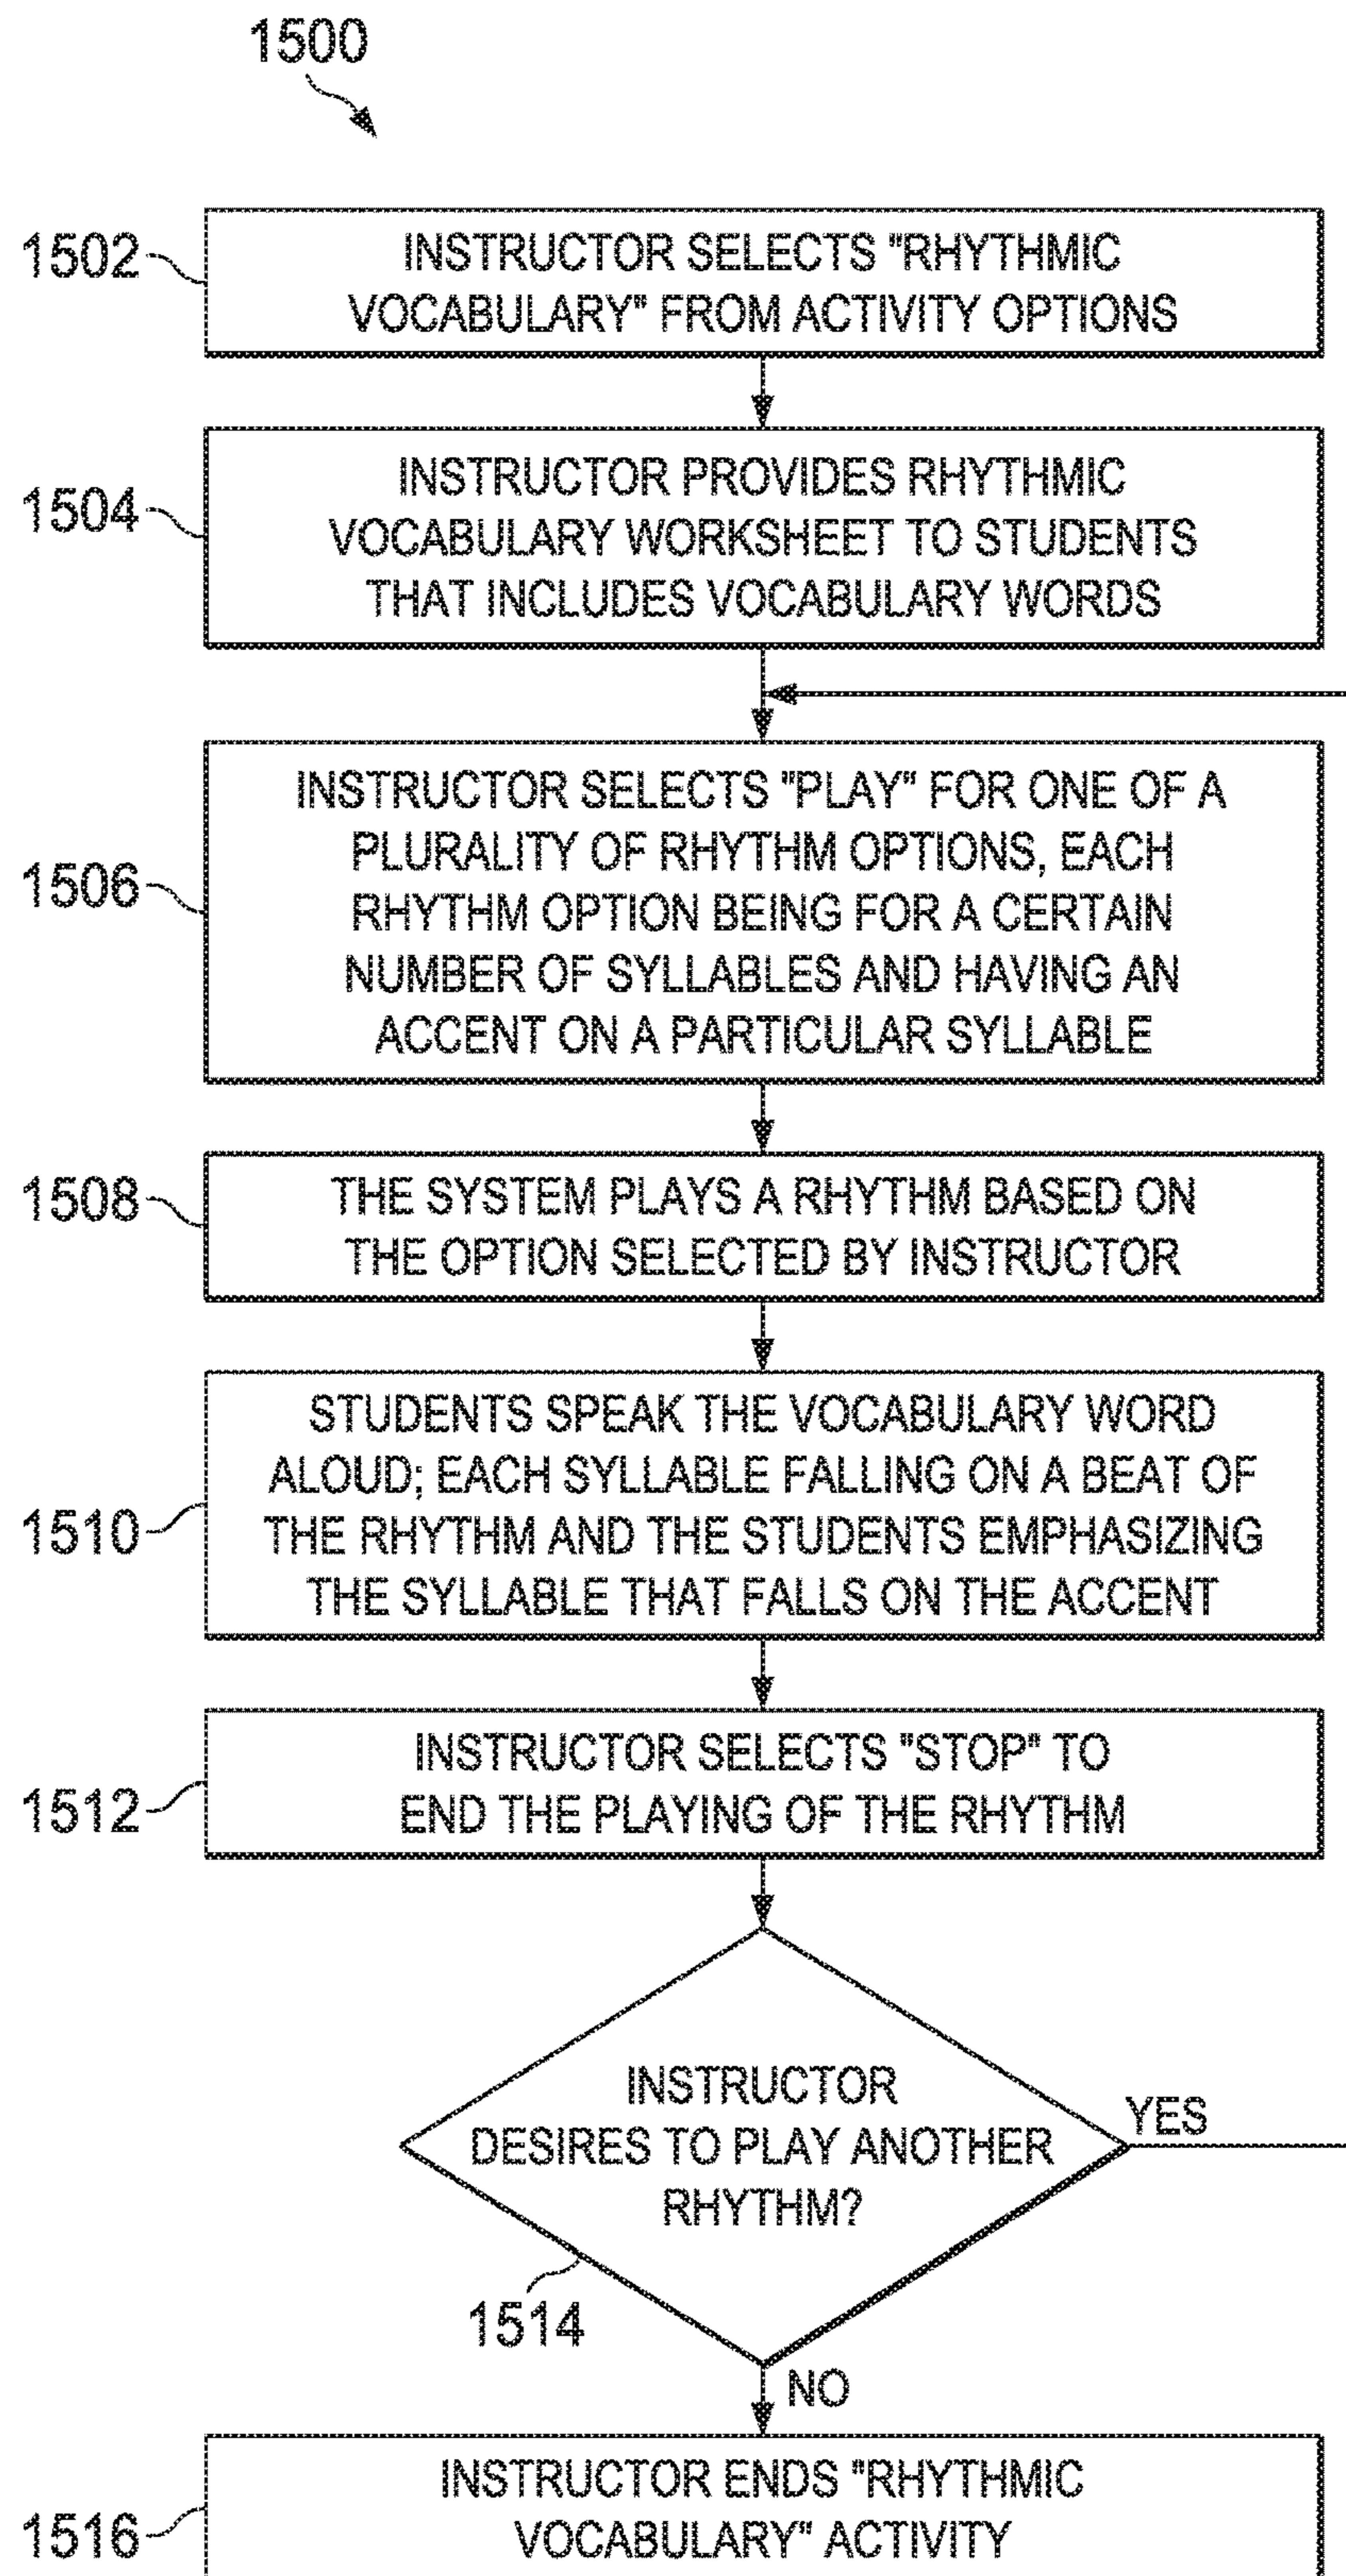 1500
1502
INSTRUCTOR SELECTS "RHYTHMIC
VOCABULARY" FROM ACTIVITY OPTIONS
1504
INSTRUCTOR PROVIDES RHYTHMIC
VOCABULARY WORKSHEET TO STUDENTS
THAT INCLUDES VOCABULARY WORDS
1506
INSTRUCTOR SELECTS "PLAY" FOR ONE OF A
PLURALITY OF RHYTHM OPTIONS, EACH
RHYTHM OPTION BEING FOR A CERTAIN
NUMBER OF SYLLABLES AND HAVING AN
ACCENT ON A PARTICULAR SYLLABLE
1508
THE SYSTEM PLAYS A RHYTHM BASED ON
THE OPTION SELECTED BY INSTRUCTOR
1510
STUDENTS SPEAK THE VOCABULARY WORD
ALOUD; EACH SYLLABLE FALLING ON A BEAT OF
THE RHYTHM AND THE STUDENTS EMPHASIZING
THE SYLLABLE THAT FALLS ON THE ACCENT
1512
INSTRUCTOR SELECTS "STOP" TO
END THE PLAYING OF THE RHYTHM
INSTRUCTOR
DESIRES TO PLAY ANOTHER
RHYTHM?
YES
1514
NO
1516
INSTRUCTOR ENDS "RHYTHMIC
VOCABULARY" ACTIVITY